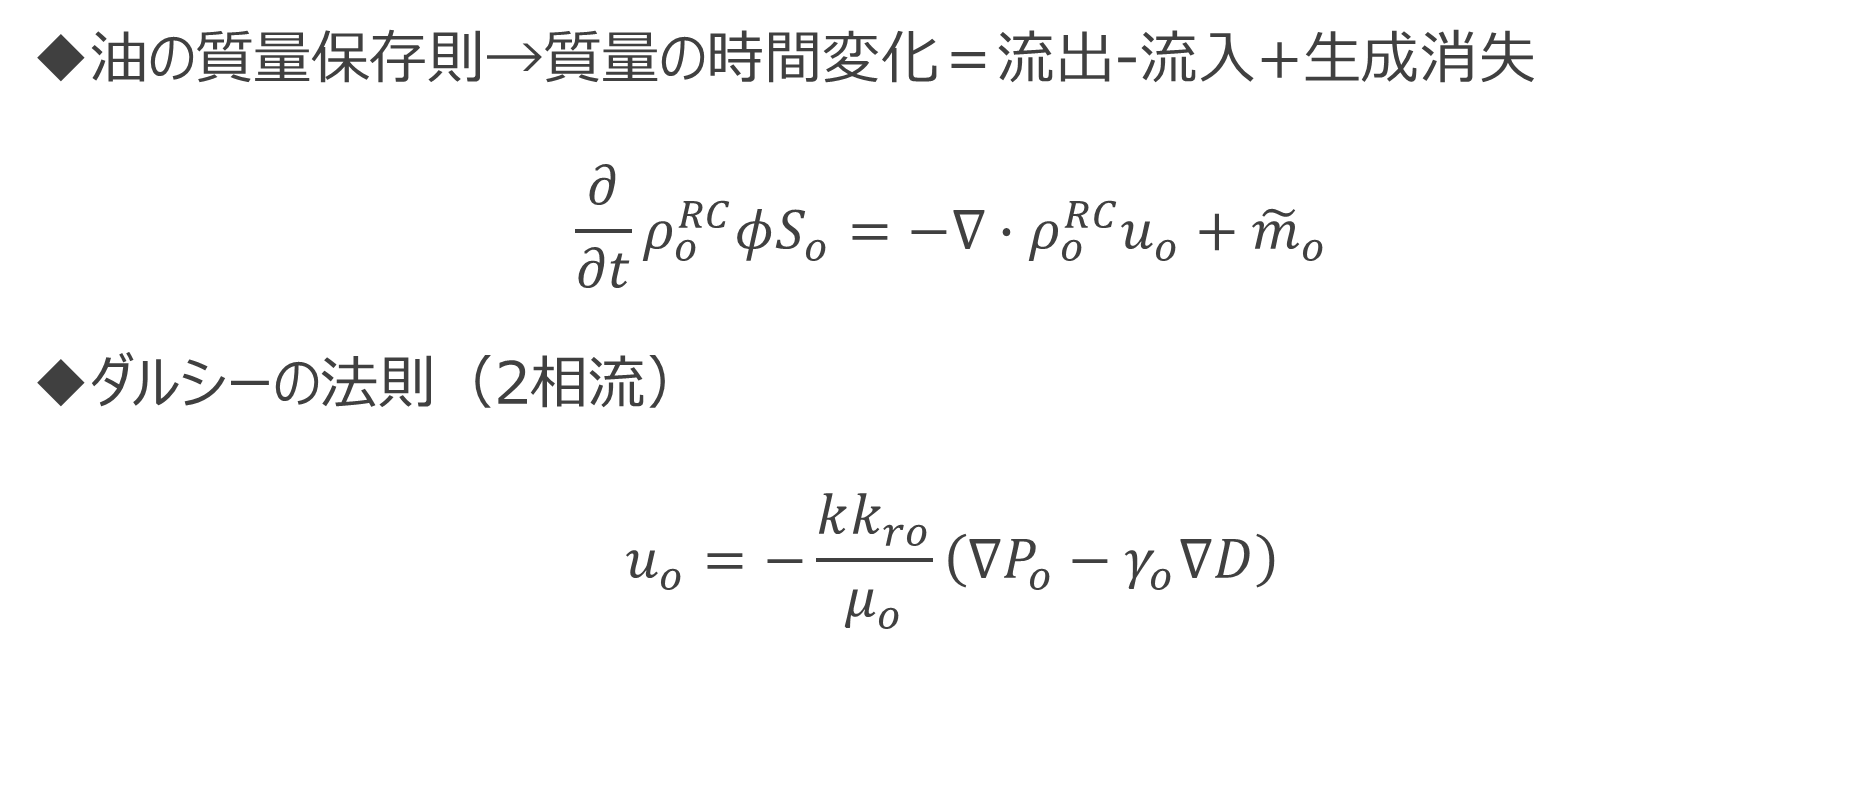 ◆油の質量保存則→質量の時間変化＝流出-流入+生成消失
∂/∂t ρ_o^{RC} ϕS_o = −∇ · ρ_o^{RC} u_o + m̃_o
◆ダルシーの法則（2相流）
u_o = − kk_{ro}/μ_o (∇P_o − γ_o∇D)